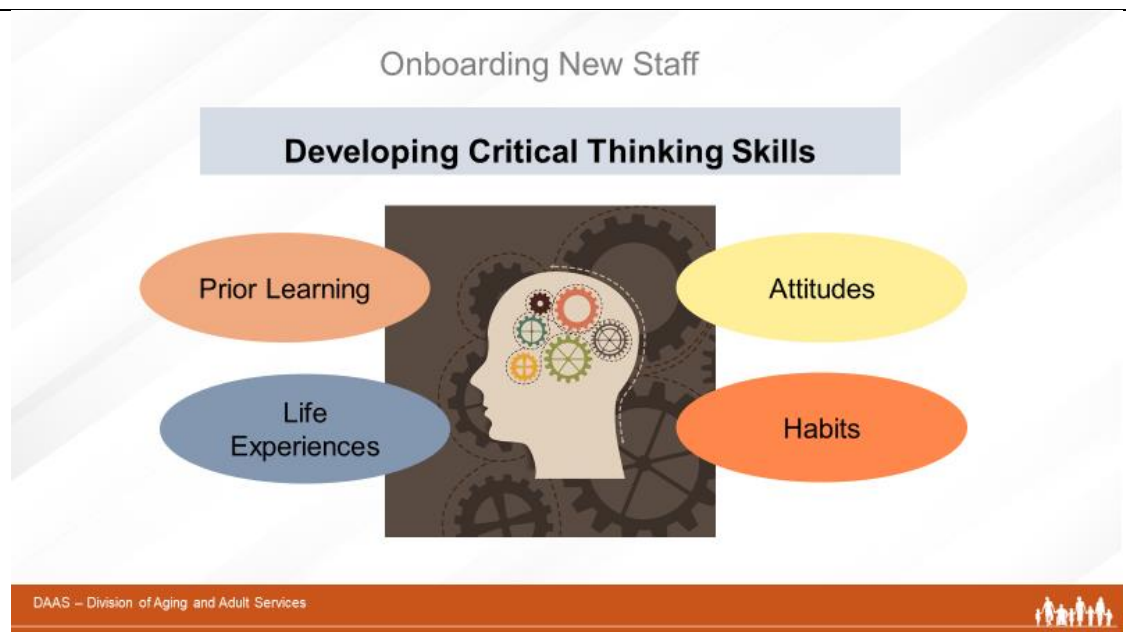 Onboarding New Staff
Developing Critical Thinking Skills
Prior Learning
Attitudes
Life
Experiences
Habits
DAAS – Division of Aging and Adult Services